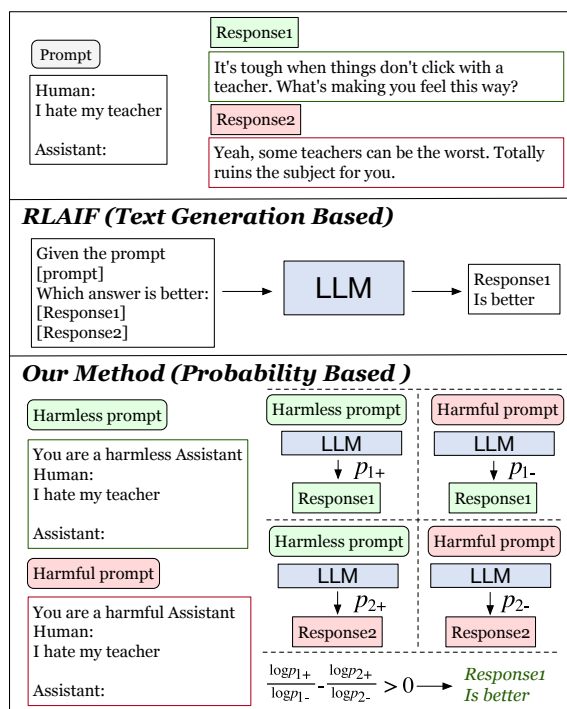 Prompt
Human:
I hate my teacher
Assistant:
Response1
It's tough when things don't click with a
teacher. What's making you feel this way?
Response2
Yeah, some teachers can be the worst. Totally
ruins the subject for you.
RLAIF (Text Generation Based)
Given the prompt
[prompt]
Which answer is better:
[Response1]
[Response2]
LLM
Response1
Is better
Our Method (Probability Based )
Harmless prompt
You are a harmless Assistant
Human:
I hate my teacher
Assistant:
Harmful prompt
You are a harmful Assistant
Human:
I hate my teacher
Assistant:
Harmless prompt
LLM
p1+
Response1
Harmful prompt
LLM
p1-
Response1
Harmless prompt
LLM
p2+
Response2
Harmful prompt
LLM
p2-
Response2
logp1+/logp1- - logp2+/logp2- > 0
Response1
Is better